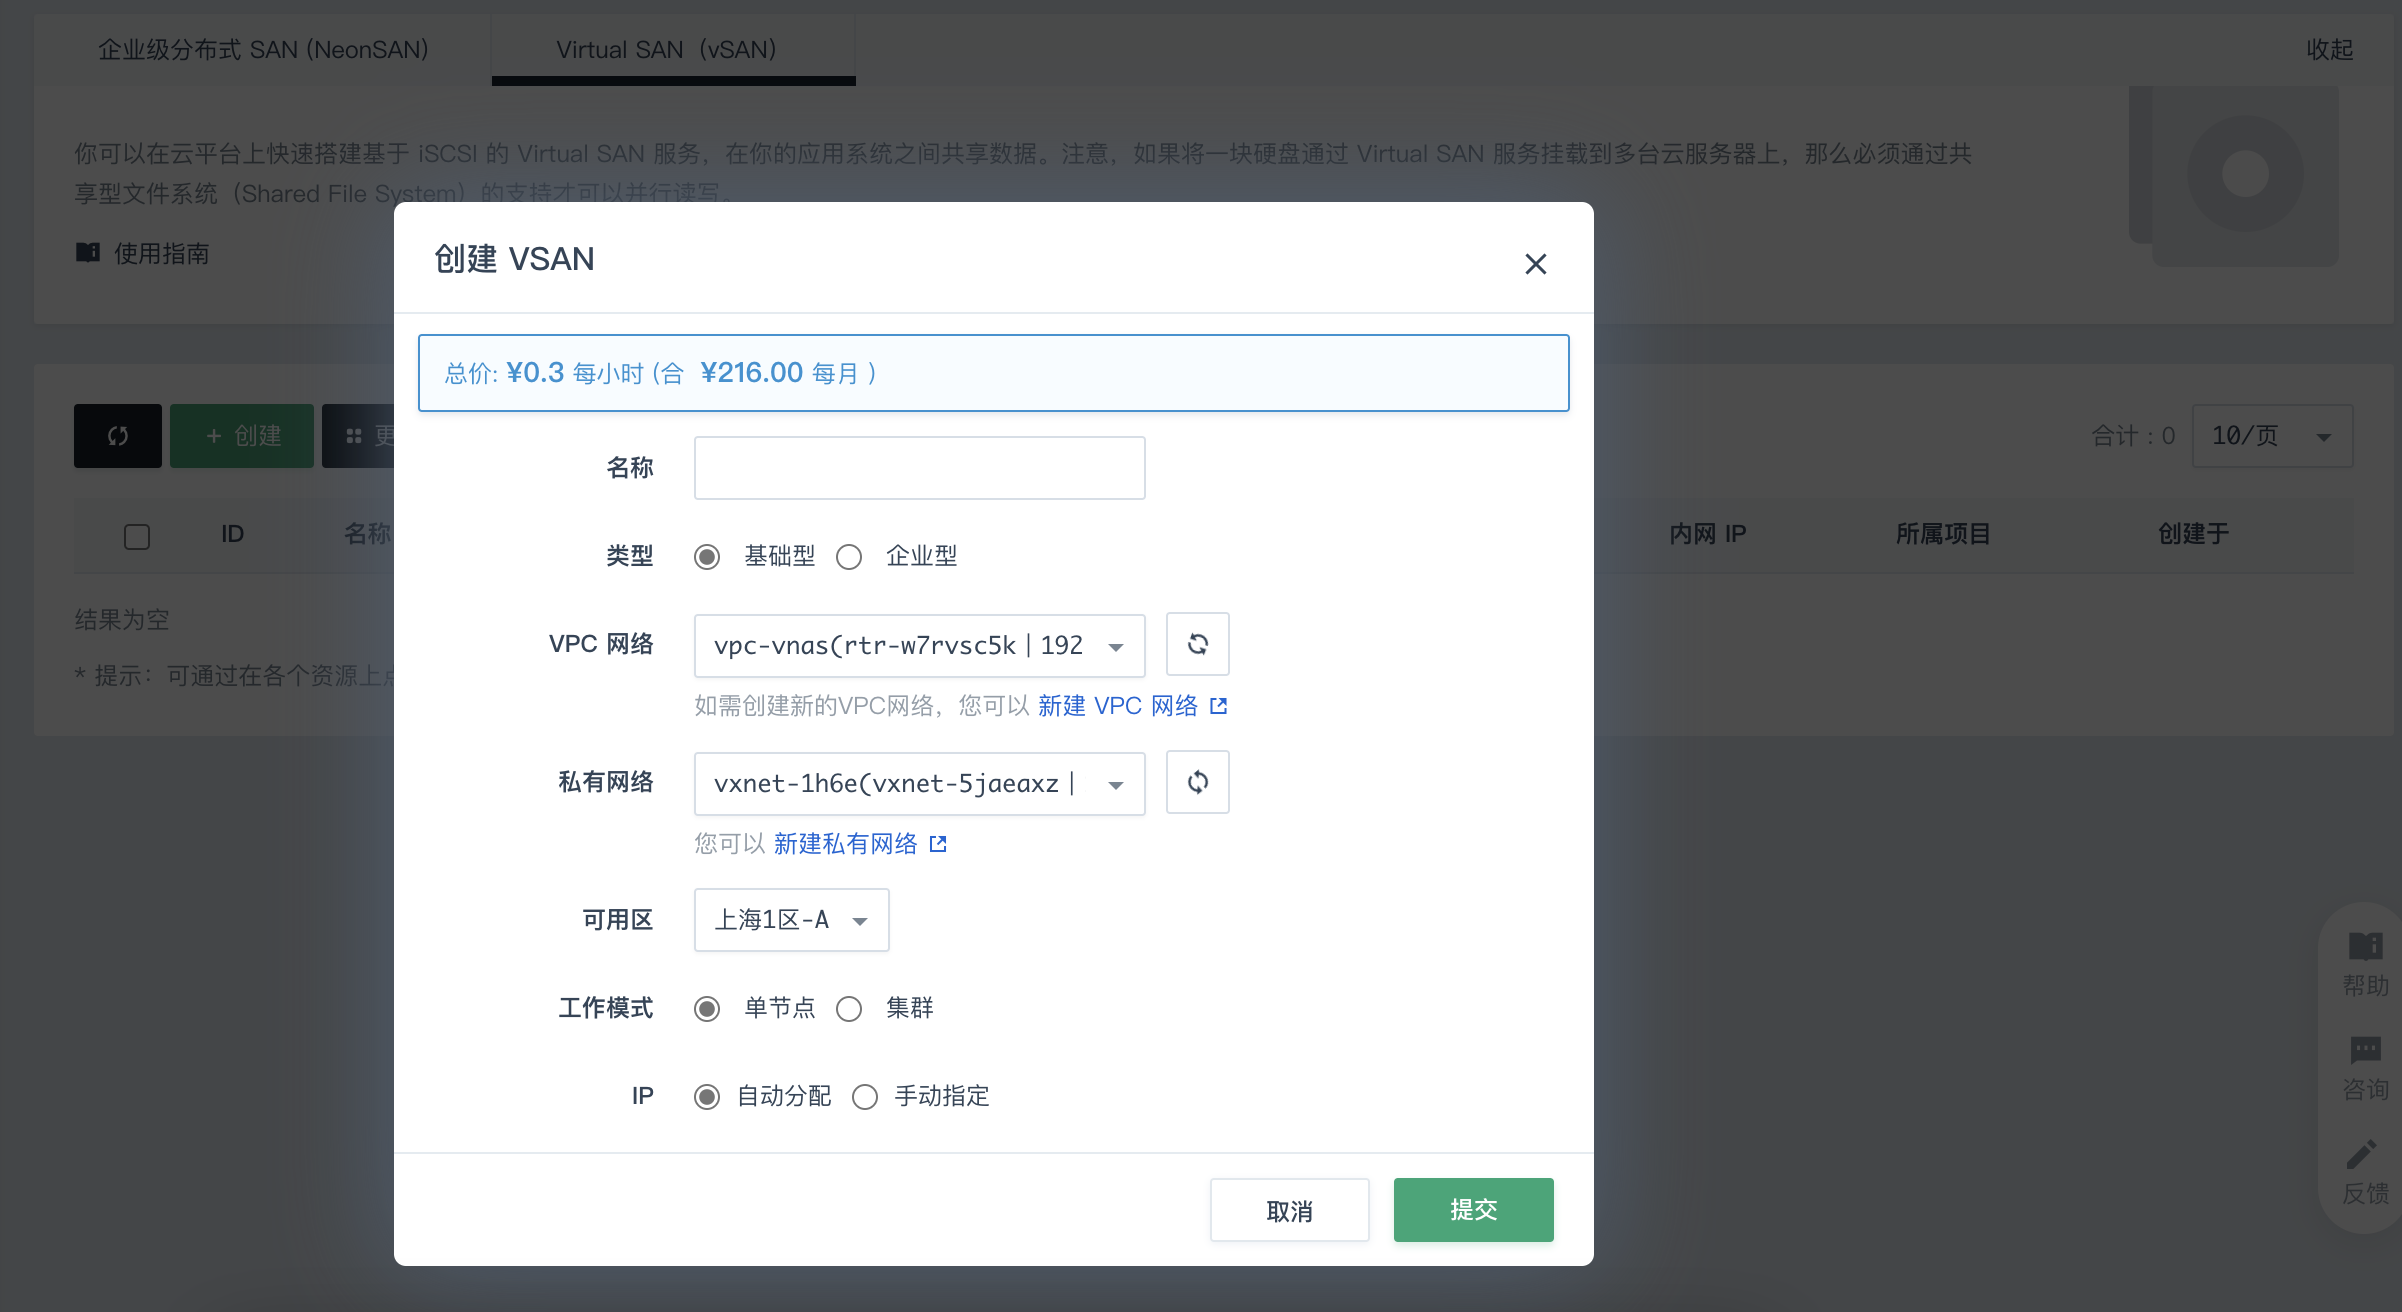 企业级分布式 SAN (NeonSAN)
Virtual SAN（vSAN）
收起
你可以在云平台上快速搭建基于 iSCSI 的 Virtual SAN 服务，在你的应用系统之间共享数据。注意，如果将一块硬盘通过 Virtual SAN 服务挂载到多台云服务器上，那么必须通过共
享型文件系统（Shared File System）的支持才可以并行读写。
使用指南
+ 创建
更
合计：0
10/页
ID
名称
内网 IP
所属项目
创建于
结果为空
* 提示：可通过在各个资源上点
创建 VSAN
总价: ¥0.3 每小时 (合 ¥216.00 每月 )
名称
类型
基础型
企业型
VPC 网络
vpc-vnas(rtr-w7rvsc5k | 192
如需创建新的VPC网络，您可以 新建 VPC 网络
私有网络
vxnet-1h6e(vxnet-5jaeaxz |
您可以 新建私有网络
可用区
上海1区-A
工作模式
单节点
集群
IP
自动分配
手动指定
取消
提交
帮助
咨询
反馈